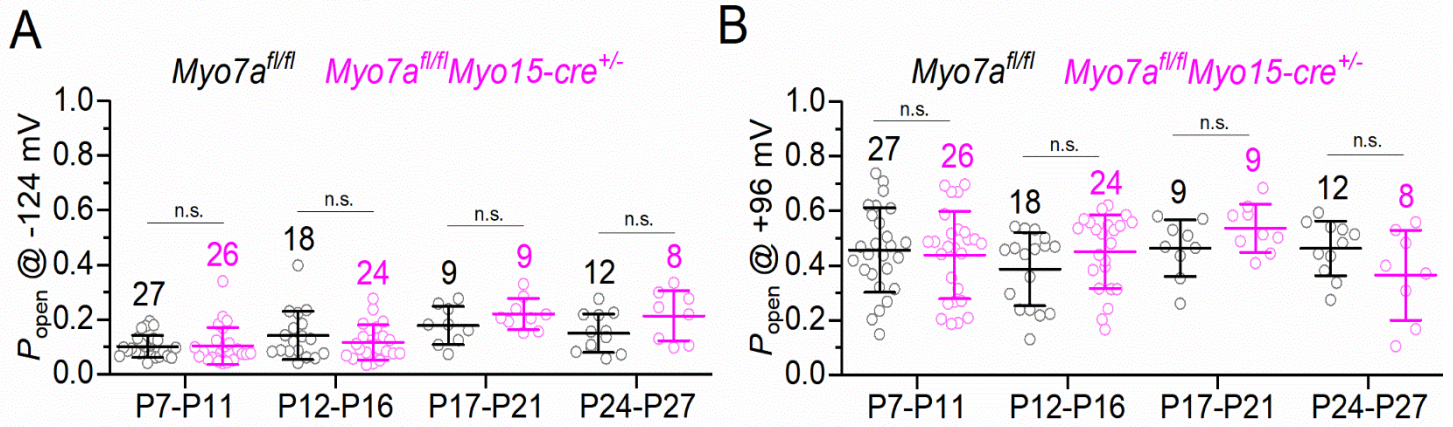 A
Myo7a^fl/fl Myo7a^fl/fl Myo15-cre^+/-
P_open @ -124 mV
1.0
0.8
0.6
0.4
0.2
0.0
n.s. n.s. n.s. n.s.
27 26 18 24 9 9 12 8
P7-P11 P12-P16 P17-P21 P24-P27
B
Myo7a^fl/fl Myo7a^fl/fl Myo15-cre^+/-
P_open @ +96 mV
1.0
0.8
0.6
0.4
0.2
0.0
n.s. n.s. n.s. n.s.
27 26 18 24 9 9 12 8
P7-P11 P12-P16 P17-P21 P24-P27